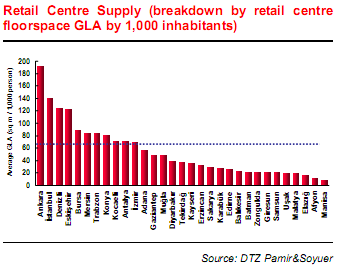 Retail Centre Supply (breakdown by retail centre
floorspace GLA by 1,000 inhabitants)
Average GLA (sq m / 1,000 person)
200
180
160
140
120
100
80
60
40
20
0
Ankara
İstanbul
Denizli
Eskişehir
Bursa
Mersin
Trabzon
Konya
Kocaeli
Antalya
İzmir
Adana
Gaziantep
Muğla
Diyarbakır
Tekirdağ
Kayseri
Erzincan
Sakarya
Karabük
Edirne
Balıkesir
Batman
Zonguldak
Giresun
Samsun
Uşak
Malatya
Elazığ
Afyon
Manisa
Source: DTZ Pamir&Soyuer